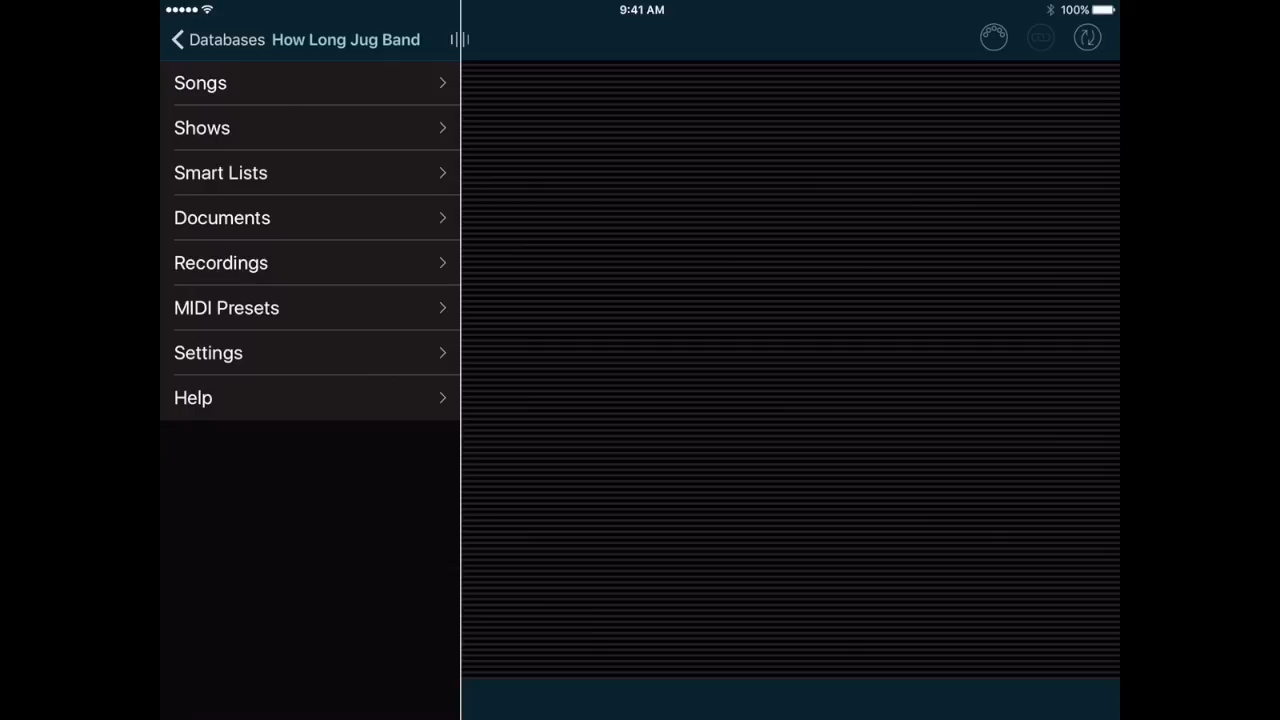 9:41 AM
100%
Databases How Long Jug Band
Songs
Shows
Smart Lists
Documents
Recordings
MIDI Presets
Settings
Help